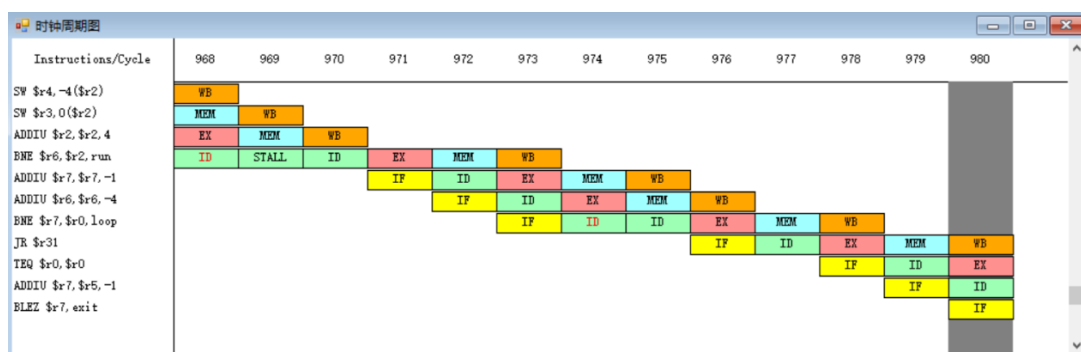 时钟周期图
Instructions/Cycle 968 969 970 971 972 973 974 975 976 977 978 979 980
SW $r4,-4($r2) WB
SW $r3,0($r2) MEM WB
ADDIU $r2,$r2,4 EX MEM WB
BNE $r6,$r2,run ID STALL ID EX MEM WB
ADDIU $r7,$r7,-1 IF ID EX MEM WB
ADDIU $r6,$r6,-4 IF ID EX MEM WB
BNE $r7,$r0,loop IF ID ID EX MEM WB
JR $r31 IF ID EX MEM WB
TEQ $r0,$r0 IF ID EX
ADDIU $r7,$r5,-1 IF ID
BLEZ $r7,exit IF